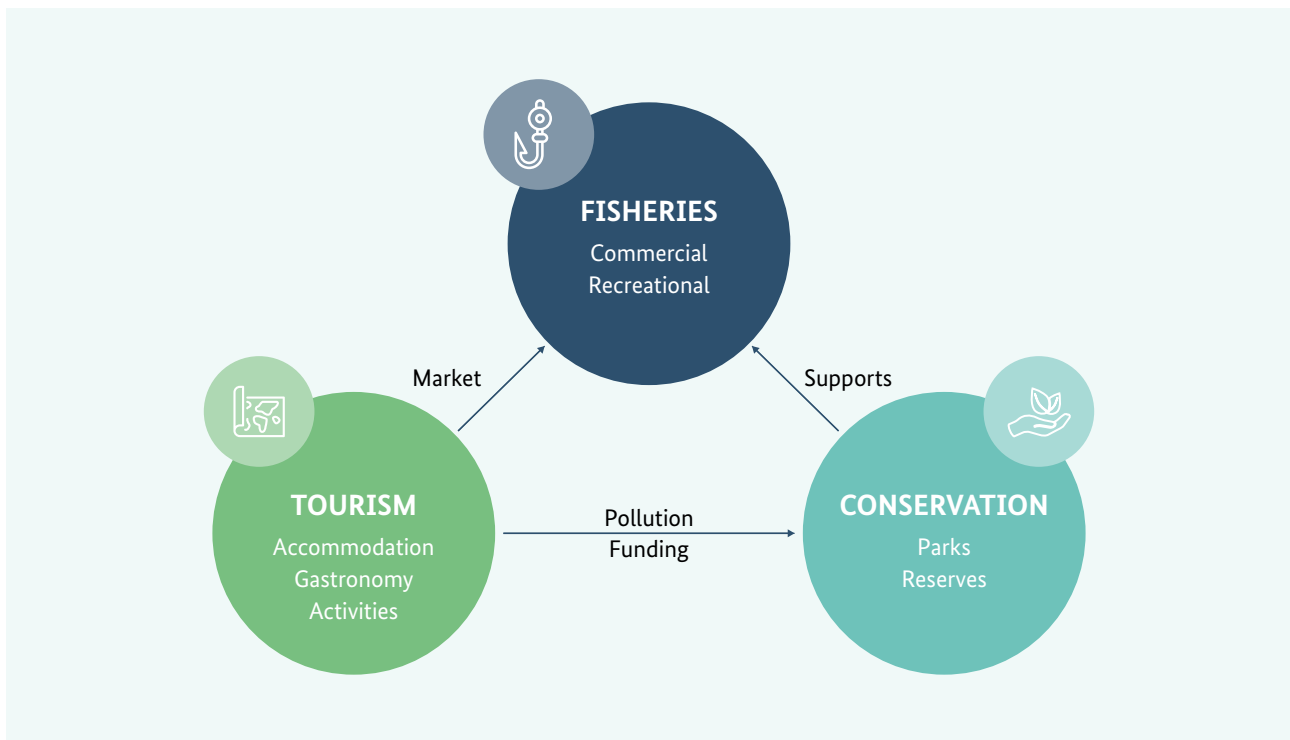 FISHERIES
Commercial
Recreational
Market
Supports
TOURISM
Accommodation
Gastronomy
Activities
Pollution
Funding
CONSERVATION
Parks
Reserves